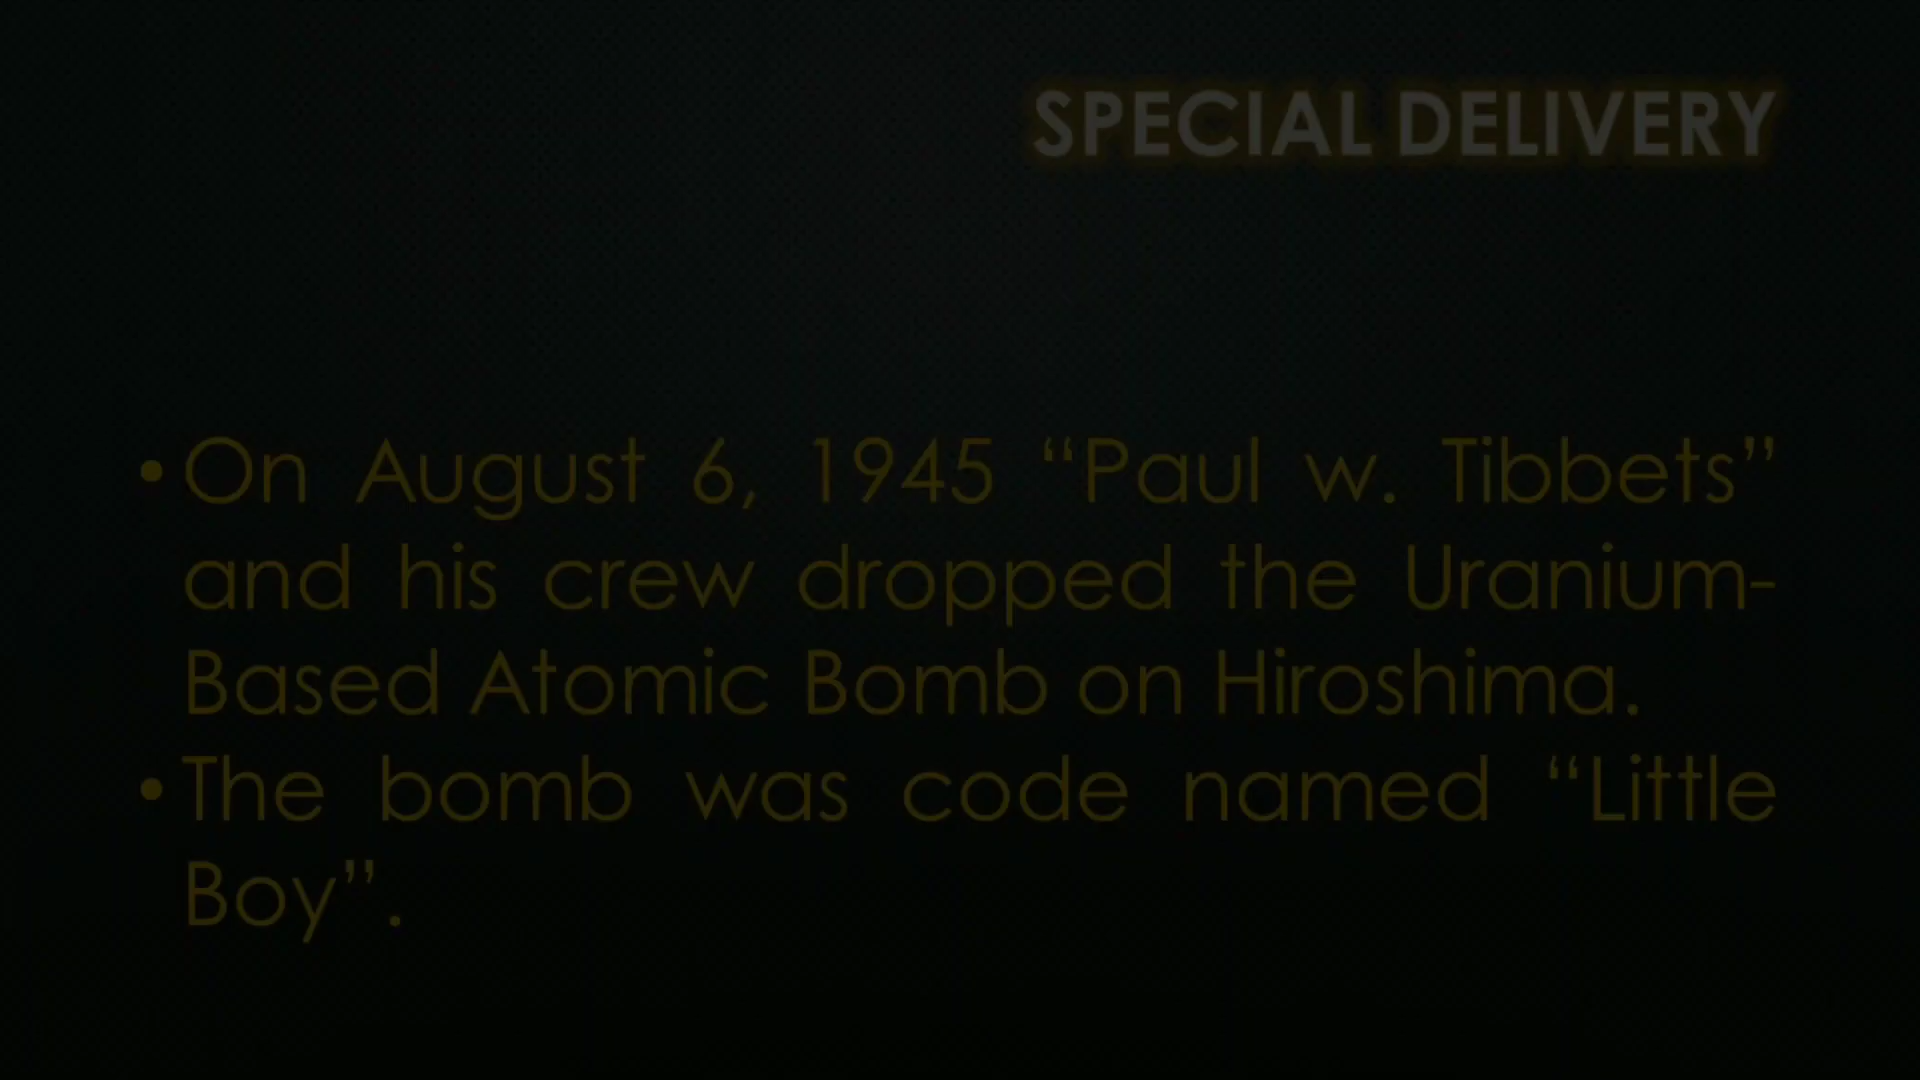 SPECIAL DELIVERY
• On August 6, 1945 “Paul w. Tibbets”
and his crew dropped the Uranium-
Based Atomic Bomb on Hiroshima.
• The bomb was code named “Little
Boy”.